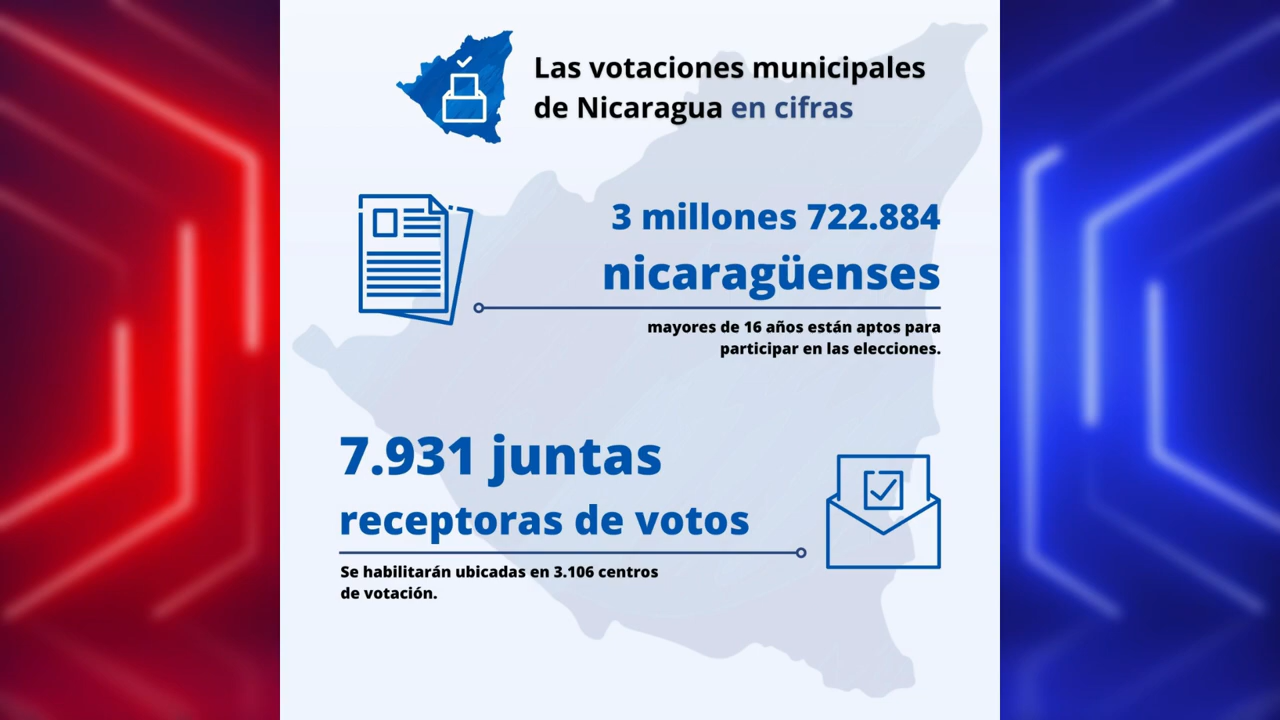 Las votaciones municipales
de Nicaragua en cifras
3 millones 722.884
nicaragüenses
mayores de 16 años están aptos para
participar en las elecciones.
7.931 juntas
receptoras de votos
Se habilitarán ubicadas en 3.106 centros
de votación.